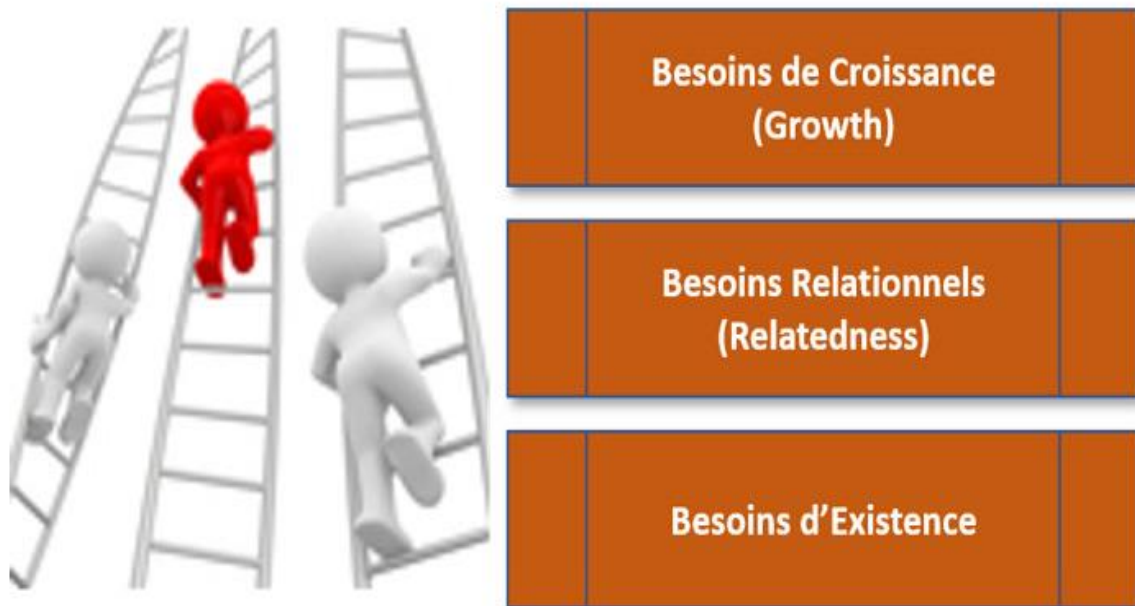 Besoins de Croissance
(Growth)
Besoins Relationnels
(Relatedness)
Besoins d’Existence